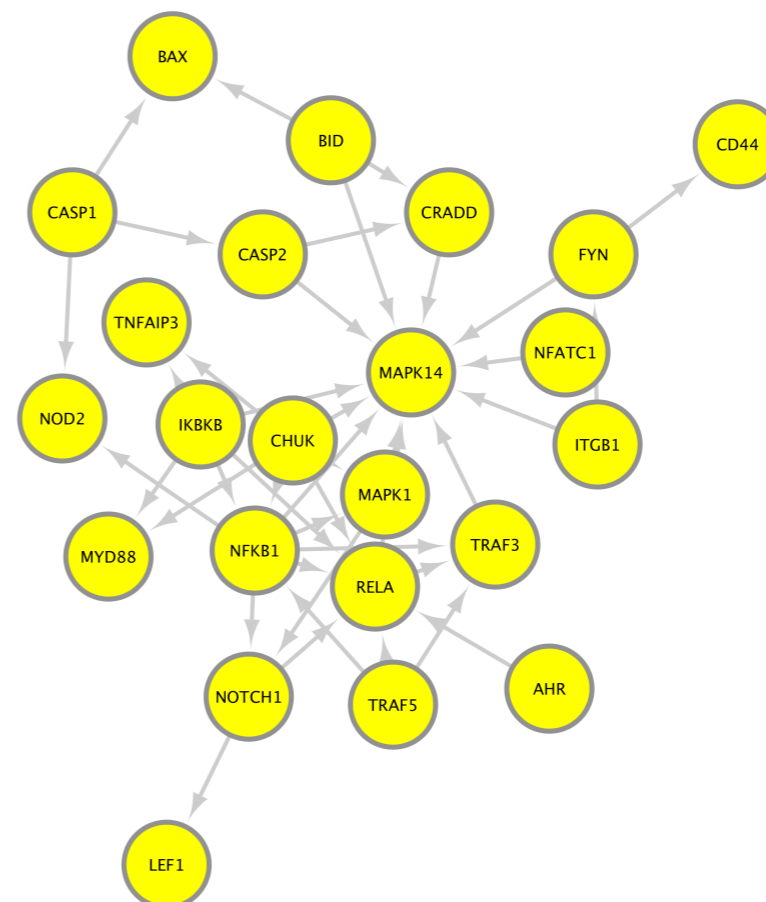 BAX
BID
CD44
CASP1
CRADD
CASP2
FYN
TNFAIP3
NFATC1
MAPK14
NOD2
IKBKB
CHUK
ITGB1
MAPK1
MYD88
NFKB1
TRAF3
RELA
NOTCH1
TRAF5
AHR
LEF1